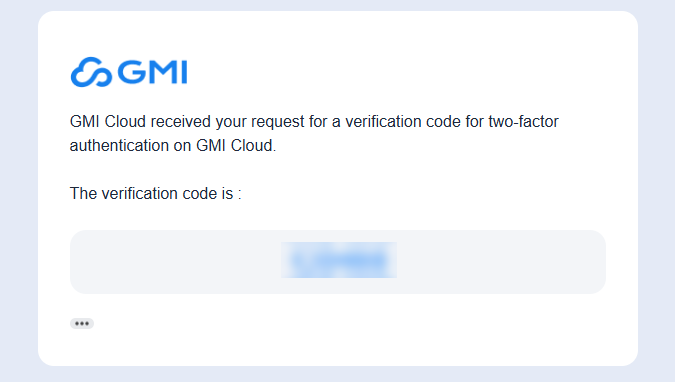 GMI
GMI Cloud received your request for a verification code for two-factor
authentication on GMI Cloud.
The verification code is :